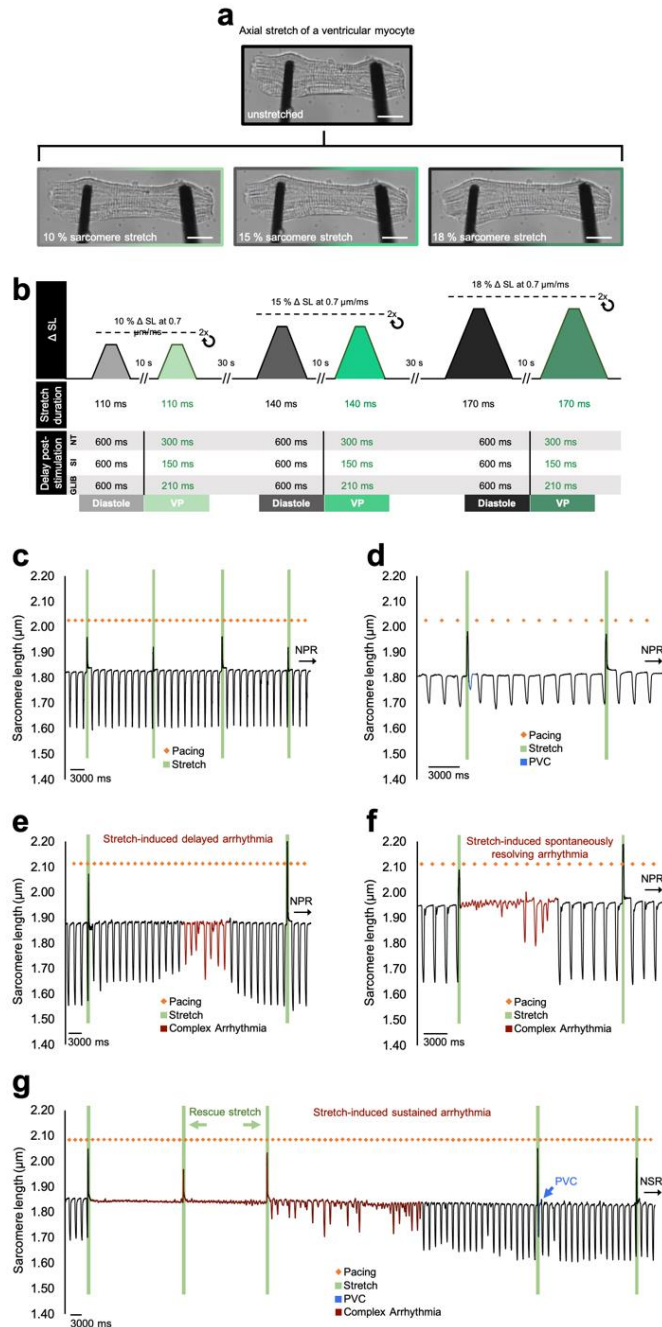 a
Axial stretch of a ventricular myocyte
unstretched
10 % sarcomere stretch
15 % sarcomere stretch
18 % sarcomere stretch
b
Δ SL
10 % Δ SL at 0.7
µm/ms
2x
15 % Δ SL at 0.7 µm/ms
2x
18 % Δ SL at 0.7 µm/ms
2x
10 s
30 s
10 s
30 s
10 s
Stretch
duration
110 ms
110 ms
140 ms
140 ms
170 ms
170 ms
Delay post-
stimulation
NT
600 ms
300 ms
600 ms
300 ms
600 ms
300 ms
SI
600 ms
150 ms
600 ms
150 ms
600 ms
150 ms
GLIB
600 ms
210 ms
600 ms
210 ms
600 ms
210 ms
Diastole
VP
Diastole
VP
Diastole
VP
c
Sarcomere length (µm)
2.20
2.10
2.00
1.90
1.80
1.70
1.60
1.50
1.40
NPR
3000 ms
Pacing
Stretch
d
Sarcomere length (µm)
2.20
2.10
2.00
1.90
1.80
1.70
1.60
1.50
1.40
NPR
3000 ms
Pacing
Stretch
PVC
e
Stretch-induced delayed arrhythmia
Sarcomere length (µm)
2.20
2.10
2.00
1.90
1.80
1.70
1.60
1.50
1.40
NPR
3000 ms
Pacing
Stretch
Complex Arrhythmia
f
Stretch-induced spontaneously
resolving arrhythmia
Sarcomere length (µm)
2.20
2.10
2.00
1.90
1.80
1.70
1.60
1.50
1.40
NPR
3000 ms
Pacing
Stretch
Complex Arrhythmia
g
Rescue stretch
Stretch-induced sustained arrhythmia
Sarcomere length (µm)
2.20
2.10
2.00
1.90
1.80
1.70
1.60
1.50
1.40
PVC
NSR
3000 ms
Pacing
Stretch
PVC
Complex Arrhythmia